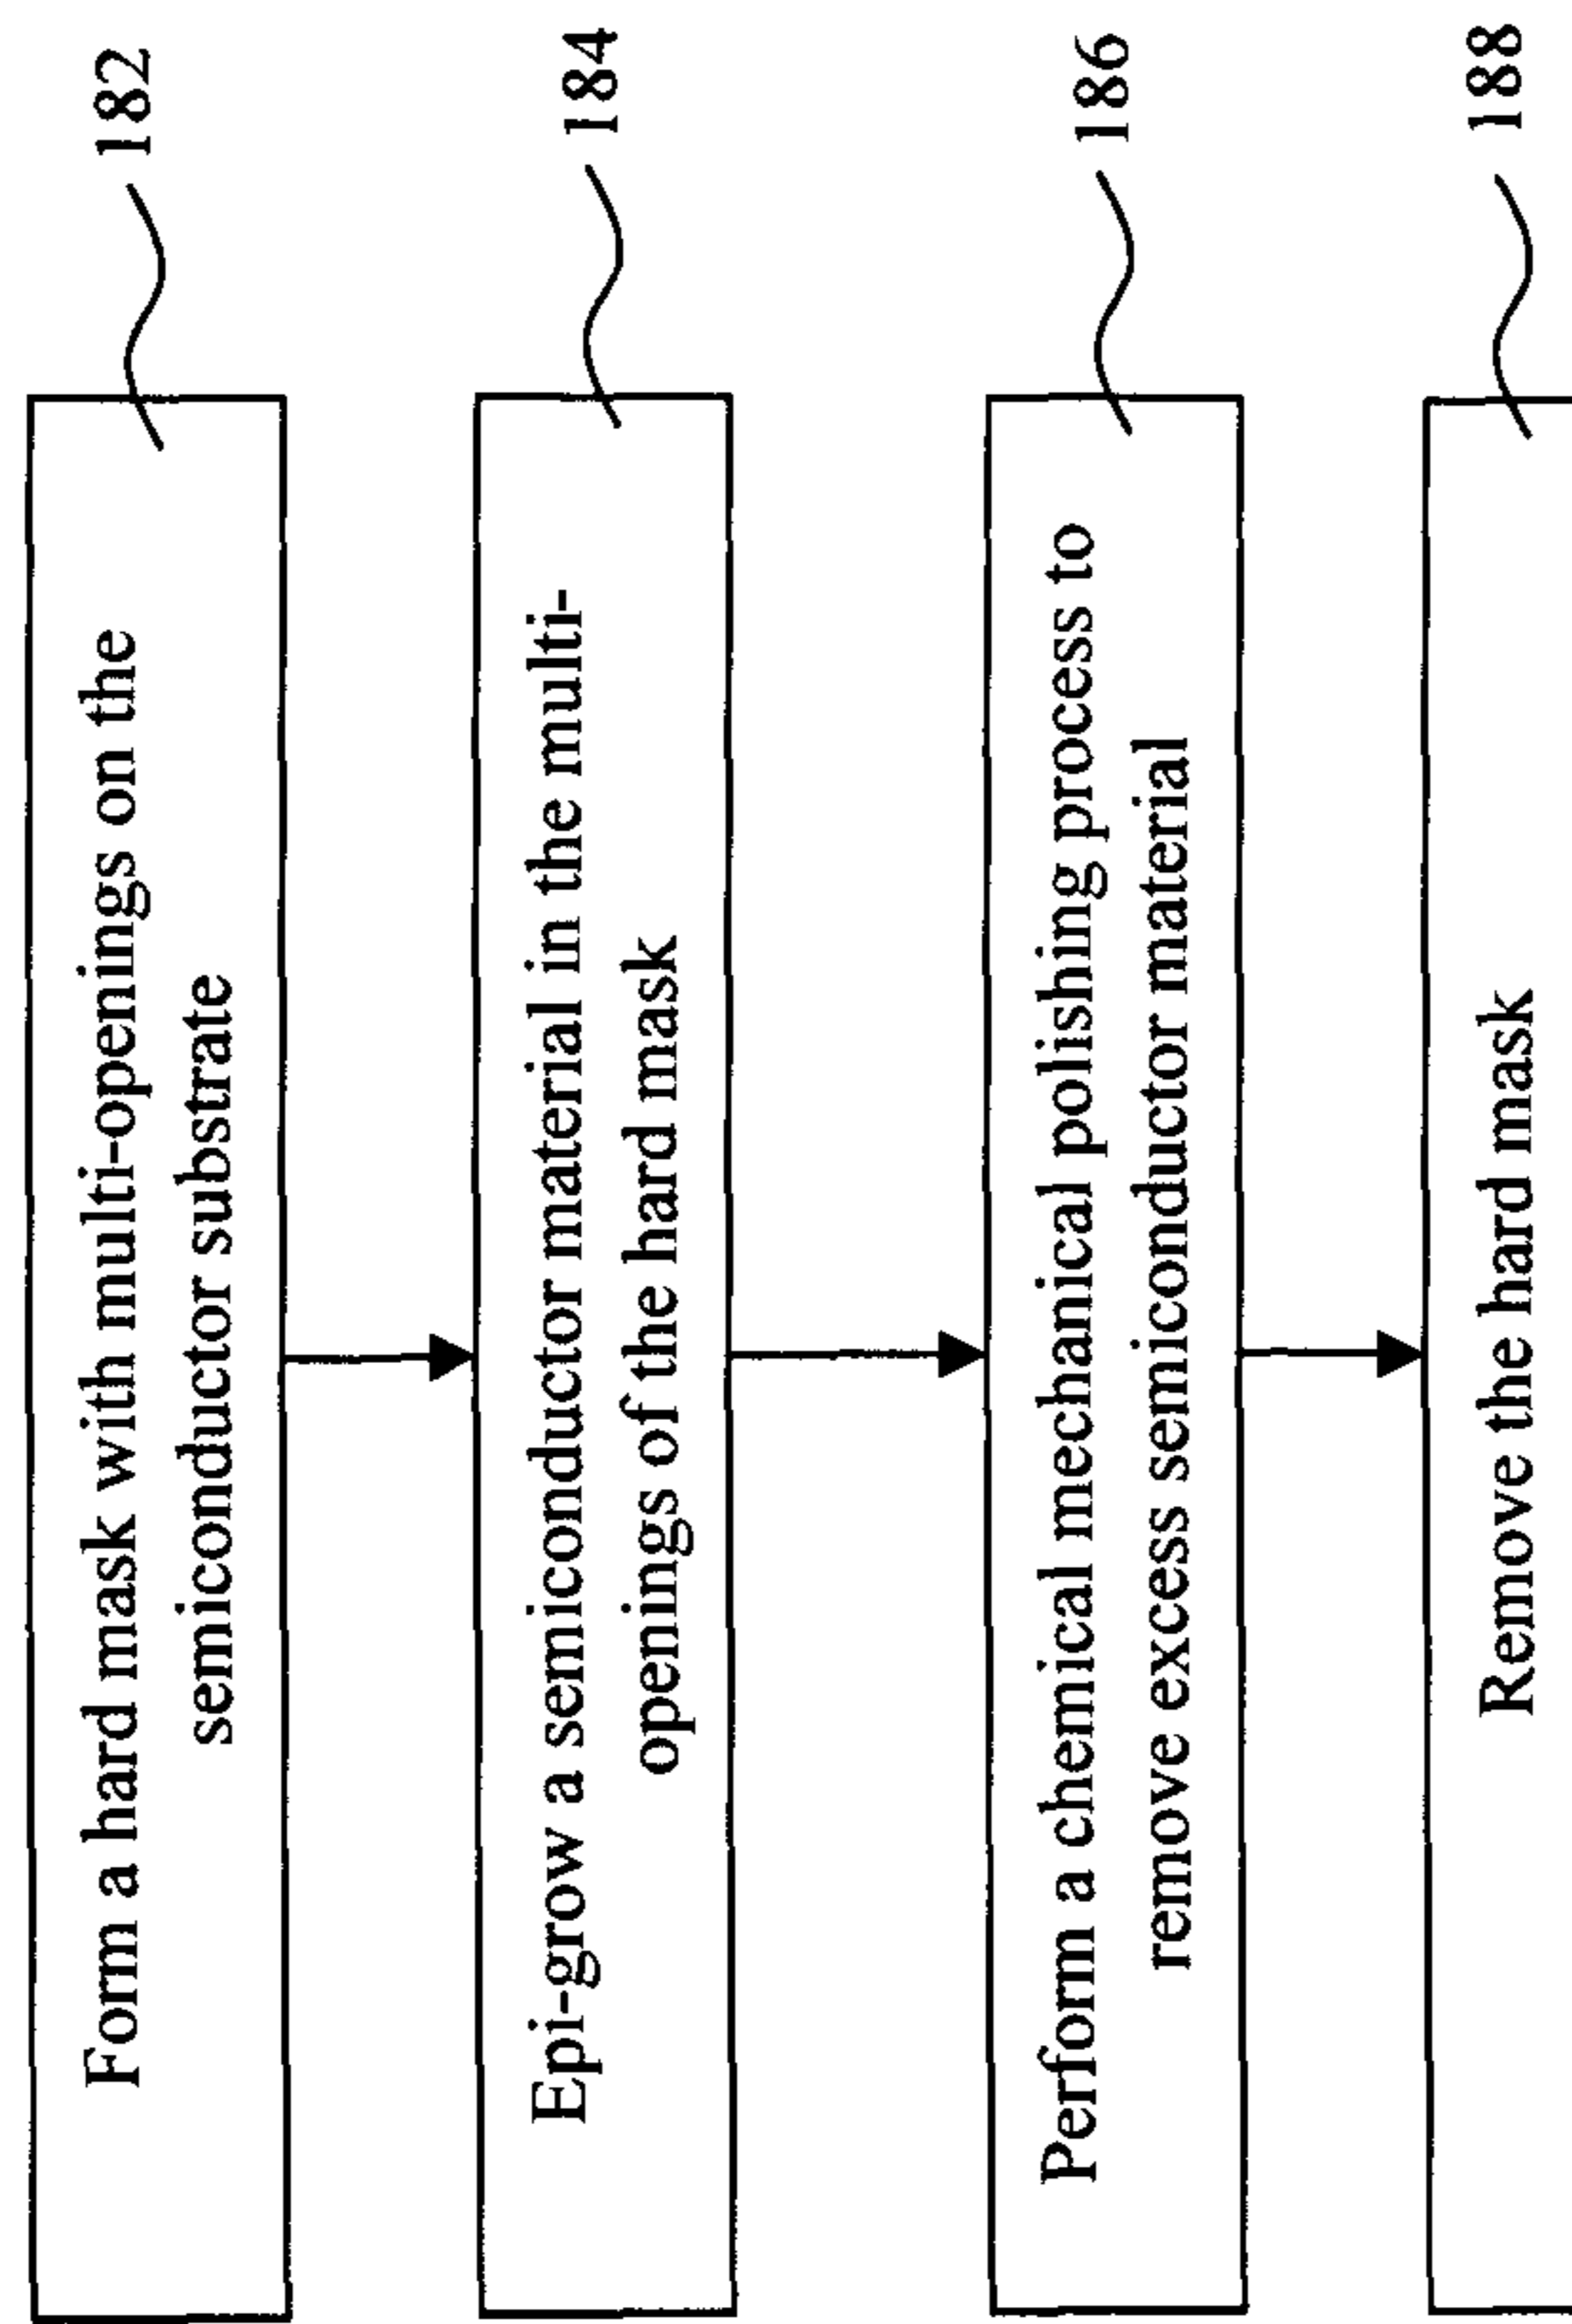 Form a hard mask with multi-openings on the
semiconductor substrate
182
Epi-grow a semiconductor material in the multi-
openings of the hard mask
184
Perform a chemical mechanical polishing process to
remove excess semiconductor material
186
Remove the hard mask
188